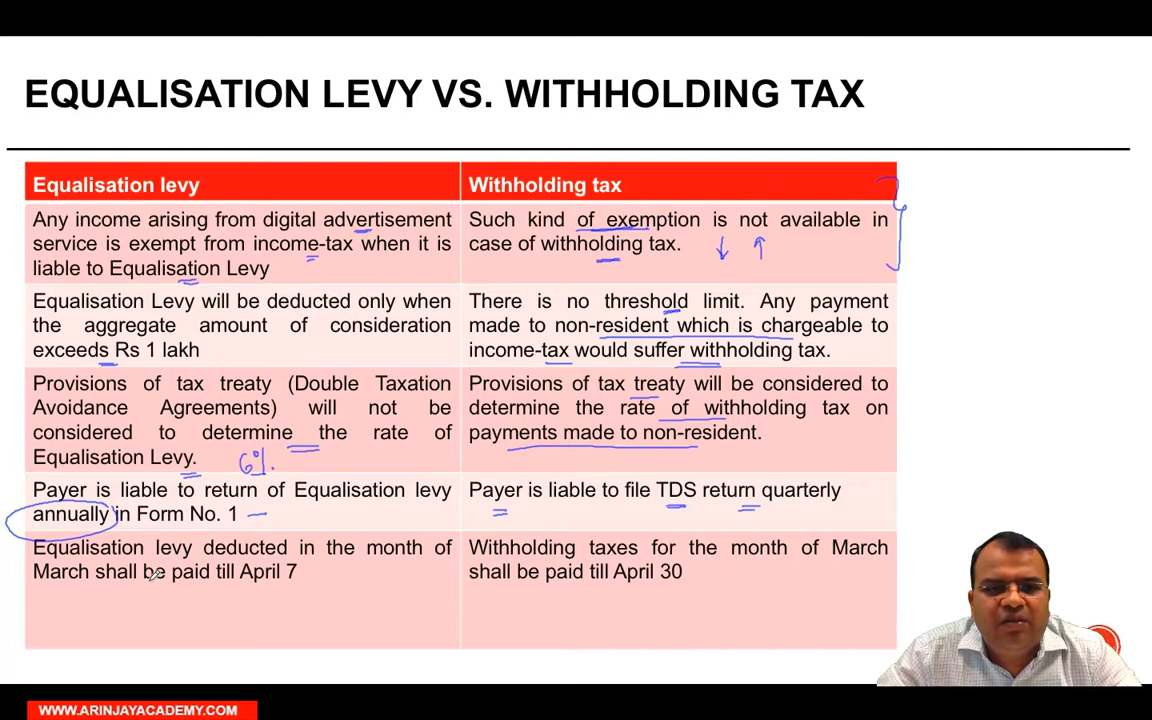 EQUALISATION LEVY VS. WITHHOLDING TAX
Equalisation levy
Withholding tax
Any income arising from digital advertisement
service is exempt from income-tax when it is
liable to Equalisation Levy
Such kind of exemption is not available in
case of withholding tax.
Equalisation Levy will be deducted only when
the aggregate amount of consideration
exceeds Rs 1 lakh
There is no threshold limit. Any payment
made to non-resident which is chargeable to
income-tax would suffer withholding tax.
Provisions of tax treaty (Double Taxation
Avoidance Agreements) will not be
considered to determine the rate of
Equalisation Levy.
6%.
Provisions of tax treaty will be considered to
determine the rate of withholding tax on
payments made to non-resident.
Payer is liable to return of Equalisation levy
annually in Form No. 1
Payer is liable to file TDS return quarterly
Equalisation levy deducted in the month of
March shall be paid till April 7
Withholding taxes for the month of March
shall be paid till April 30
WWW.ARINJAYACADEMY.COM